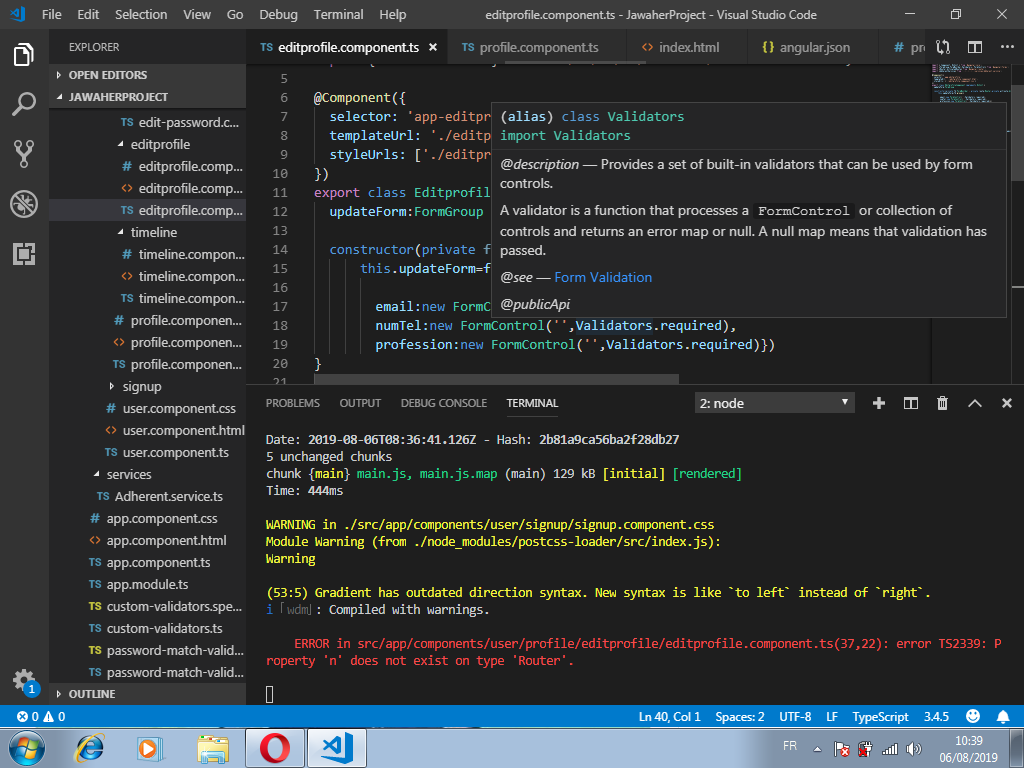 File Edit Selection View Go Debug Terminal Help editprofile.component.ts - JawaherProject - Visual Studio Code
EXPLORER
OPEN EDITORS
JAWAHERPROJECT
TS edit-password.c...
editprofile
# editprofile.comp...
<> editprofile.comp...
TS editprofile.comp...
timeline
# timeline.compon...
<> timeline.compon...
TS timeline.compon...
# profile.componen...
<> profile.componen...
TS profile.componen...
signup
# user.component.css
<> user.component.html
TS user.component.ts
services
TS Adherent.service.ts
# app.component.css
<> app.component.html
TS app.component.ts
TS app.module.ts
TS custom-validators.spe...
TS custom-validators.ts
TS password-match-valid...
TS password-match-valid...
OUTLINE
1
TS editprofile.component.ts × TS profile.component.ts <> index.html {} angular.json # pr
5
6 @Component({
7 selector: 'app-editpr
8 templateUrl: './editp
9 styleUrls: ['./editpr
10 })
11 export class Editprofil
12 updateForm:FormGroup
13
14 constructor(private f
15 this.updateForm=f
16
17 email:new FormC
18 numTel:new FormControl('',Validators.required),
19 profession:new FormControl('',Validators.required)})
20 }
21
(alias) class Validators
import Validators
@description — Provides a set of built-in validators that can be used by form
controls.
A validator is a function that processes a FormControl or collection of
controls and returns an error map or null. A null map means that validation has
passed.
@see — Form Validation
@publicApi
PROBLEMS OUTPUT DEBUG CONSOLE TERMINAL 2: node
Date: 2019-08-06T08:36:41.126Z - Hash: 2b81a9ca56ba2f28db27
5 unchanged chunks
chunk {main} main.js, main.js.map (main) 129 kB [initial] [rendered]
Time: 444ms
WARNING in ./src/app/components/user/signup/signup.component.css
Module Warning (from ./node_modules/postcss-loader/src/index.js):
Warning
(53:5) Gradient has outdated direction syntax. New syntax is like `to left` instead of `right`.
i ｢wdm｣: Compiled with warnings.
ERROR in src/app/components/user/profile/editprofile/editprofile.component.ts(37,22): error TS2339: P
roperty 'n' does not exist on type 'Router'.
0 0 Ln 40, Col 1 Spaces: 2 UTF-8 LF TypeScript 3.4.5
FR 10:39
06/08/2019